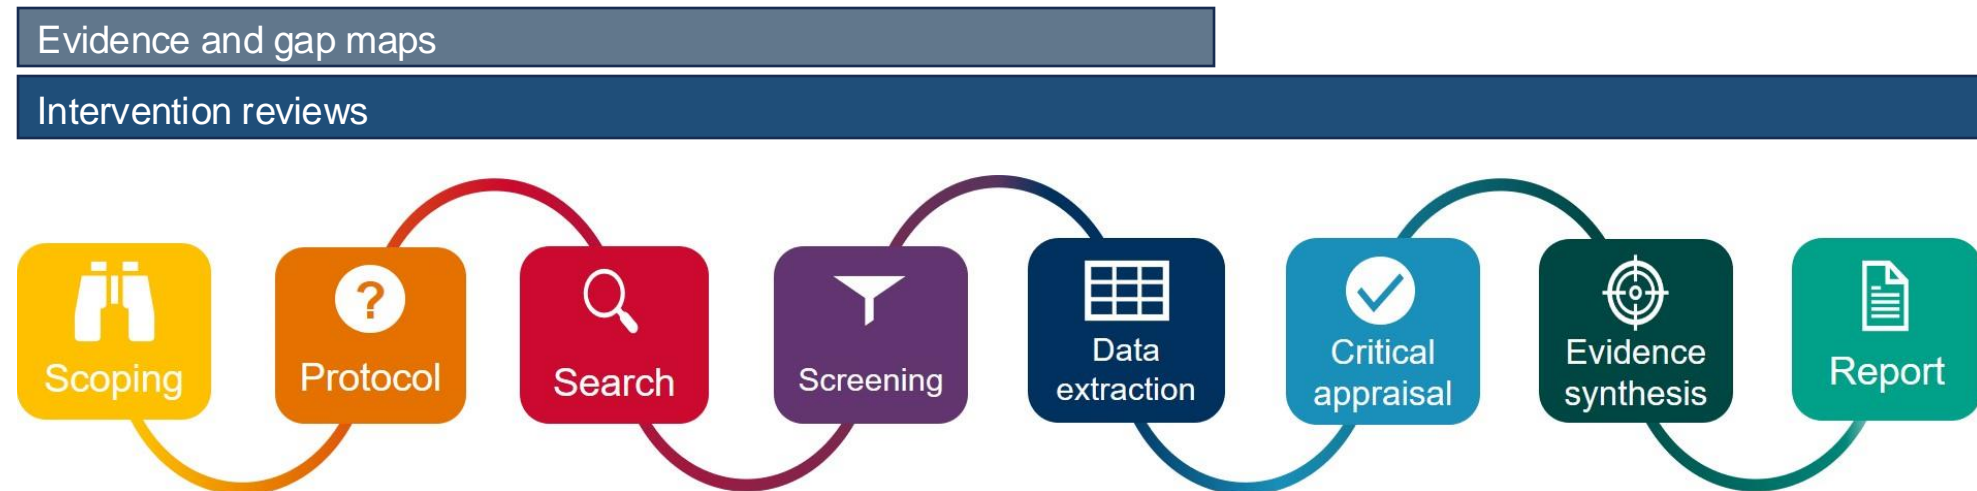 Evidence and gap maps
Intervention reviews
Scoping
?
Protocol
Search
Screening
Data
extraction
Critical
appraisal
Evidence
synthesis
Report